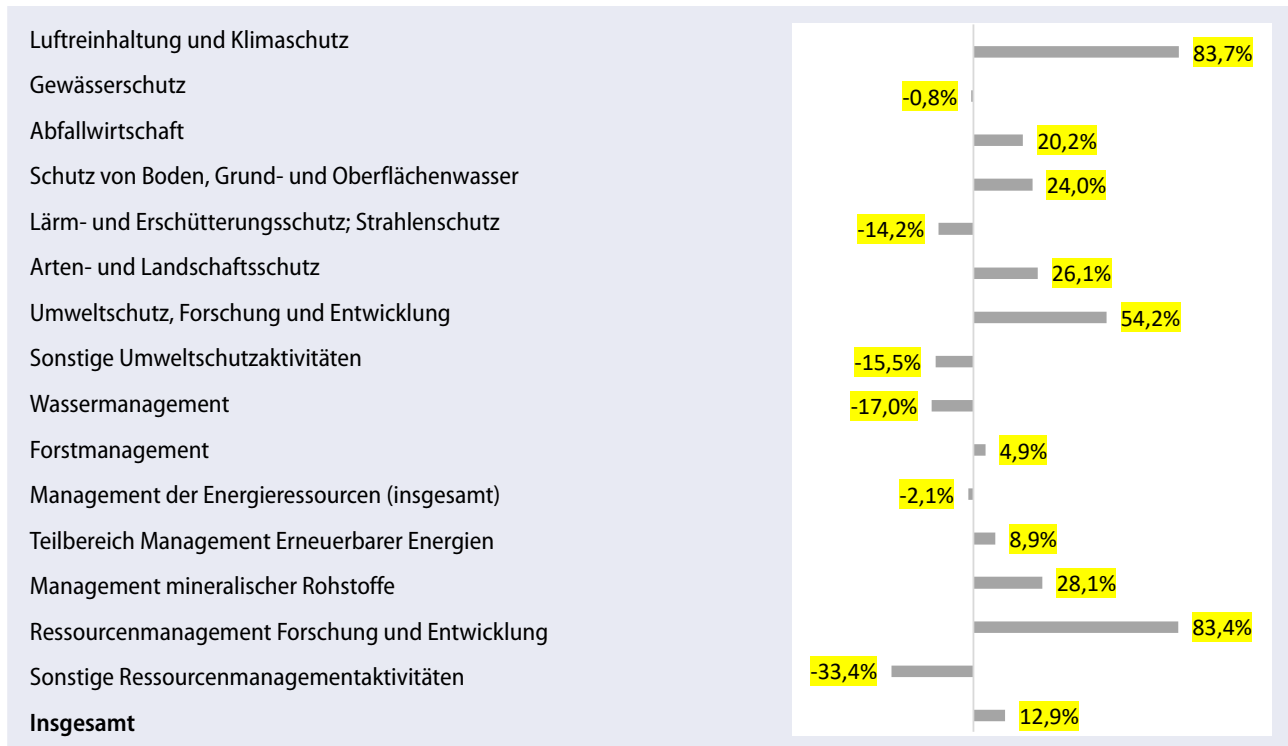 Luftreinhaltung und Klimaschutz 83,7%
Gewässerschutz -0,8%
Abfallwirtschaft 20,2%
Schutz von Boden, Grund- und Oberflächenwasser 24,0%
Lärm- und Erschütterungsschutz; Strahlenschutz -14,2%
Arten- und Landschaftsschutz 26,1%
Umweltschutz, Forschung und Entwicklung 54,2%
Sonstige Umweltschutzaktivitäten -15,5%
Wassermanagement -17,0%
Forstmanagement 4,9%
Management der Energieressourcen (insgesamt) -2,1%
Teilbereich Management Erneuerbarer Energien 8,9%
Management mineralischer Rohstoffe 28,1%
Ressourcenmanagement Forschung und Entwicklung 83,4%
Sonstige Ressourcenmanagementaktivitäten -33,4%
Insgesamt 12,9%